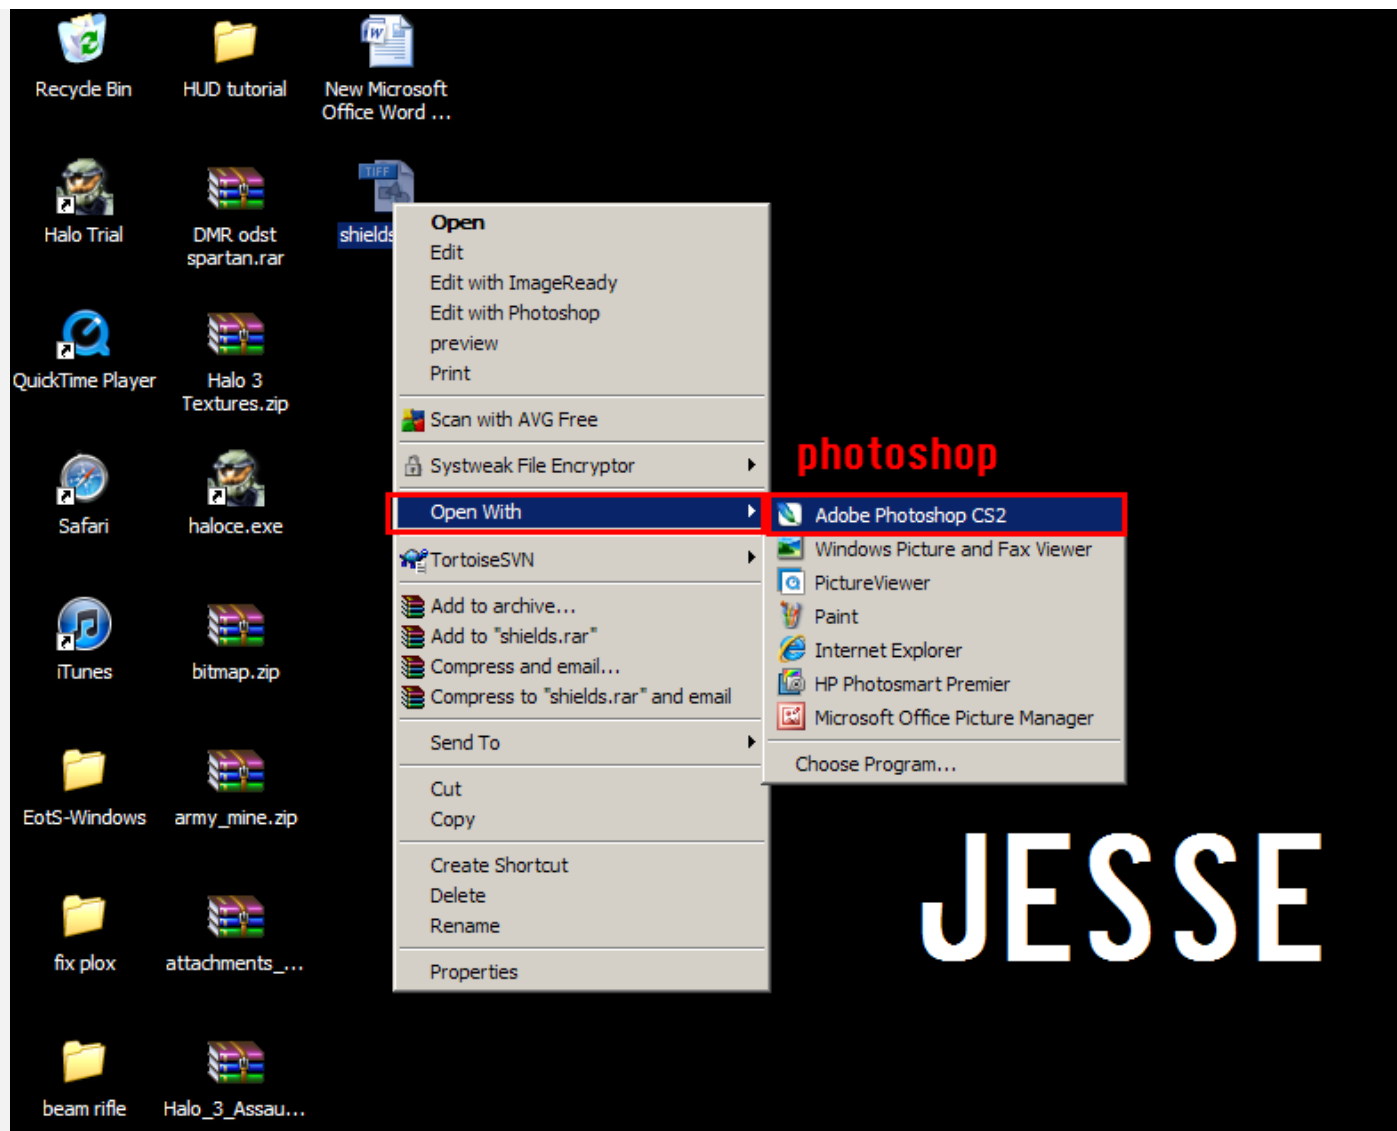 Recycle Bin
HUD tutorial
New Microsoft
Office Word ...
TIFF
Halo Trial
DMR odst
spartan.rar
shields
QuickTime Player
Halo 3
Textures.zip
Safari
haloce.exe
iTunes
bitmap.zip
EotS-Windows
army_mine.zip
fix plox
attachments_...
beam rifle
Halo_3_Assau...
Open
Edit
Edit with ImageReady
Edit with Photoshop
preview
Print
Scan with AVG Free
Systweak File Encryptor
Open With
TortoiseSVN
Add to archive...
Add to "shields.rar"
Compress and email...
Compress to "shields.rar" and email
Send To
Cut
Copy
Create Shortcut
Delete
Rename
Properties
photoshop
Adobe Photoshop CS2
Windows Picture and Fax Viewer
PictureViewer
Paint
Internet Explorer
HP Photosmart Premier
Microsoft Office Picture Manager
Choose Program...
JESSE